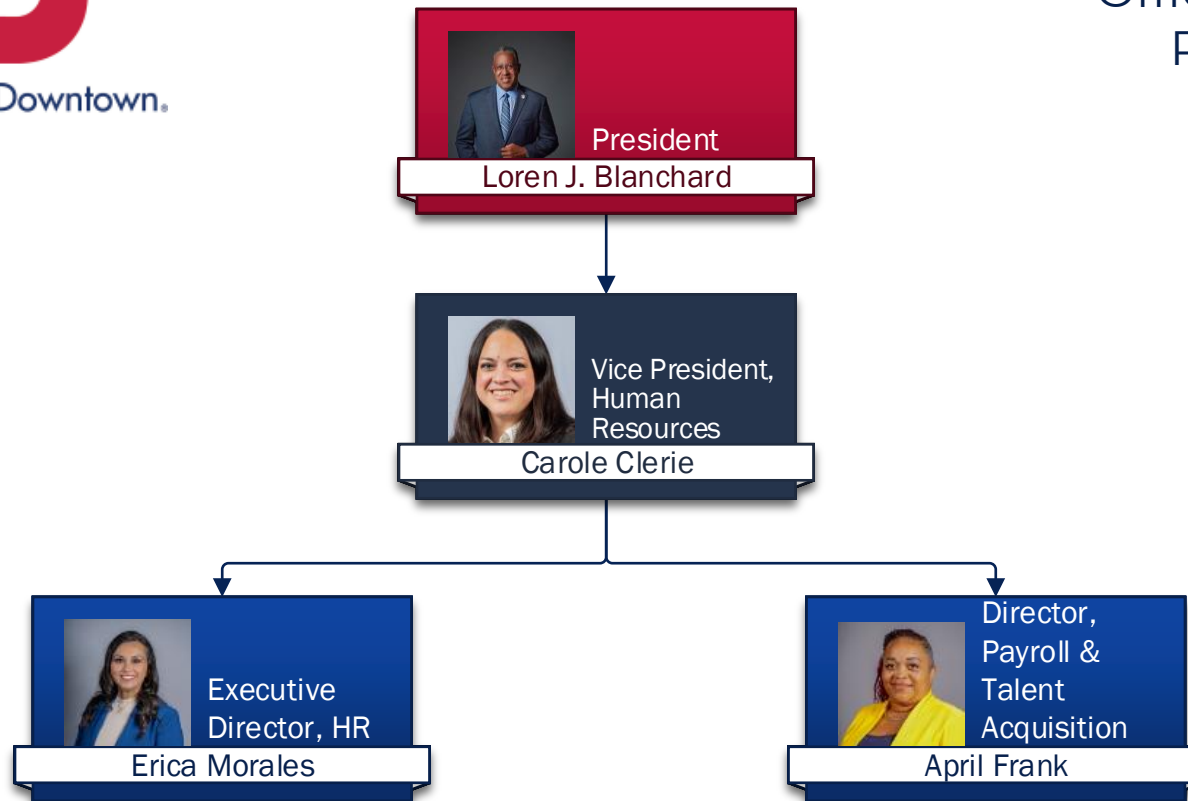 Downtown.
President
Loren J. Blanchard
Vice President,
Human
Resources
Carole Clerie
Executive
Director, HR
Erica Morales
Director,
Payroll &
Talent
Acquisition
April Frank